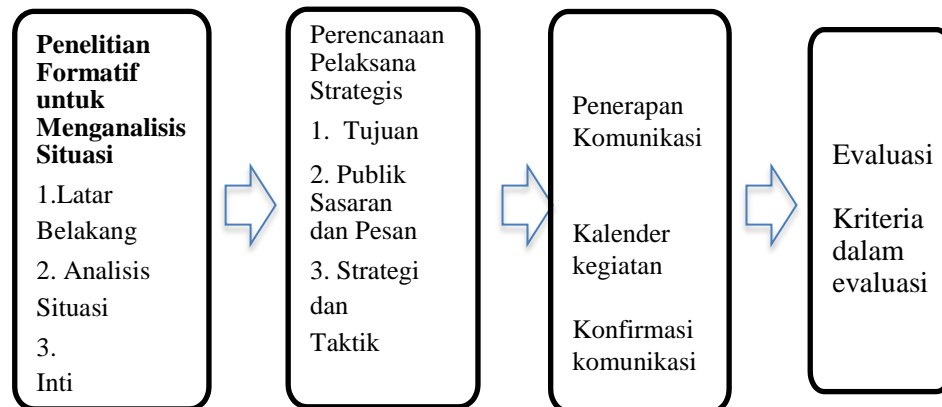 Penelitian
Formatif
untuk
Menganalisis
Situasi
1.Latar
Belakang
2. Analisis
Situasi
3.
Inti
Perencanaan
Pelaksana
Strategis
1. Tujuan
2. Publik
Sasaran
dan Pesan
3. Strategi
dan
Taktik
Penerapan
Komunikasi
Kalender
kegiatan
Konfirmasi
komunikasi
Evaluasi
Kriteria
dalam
evaluasi